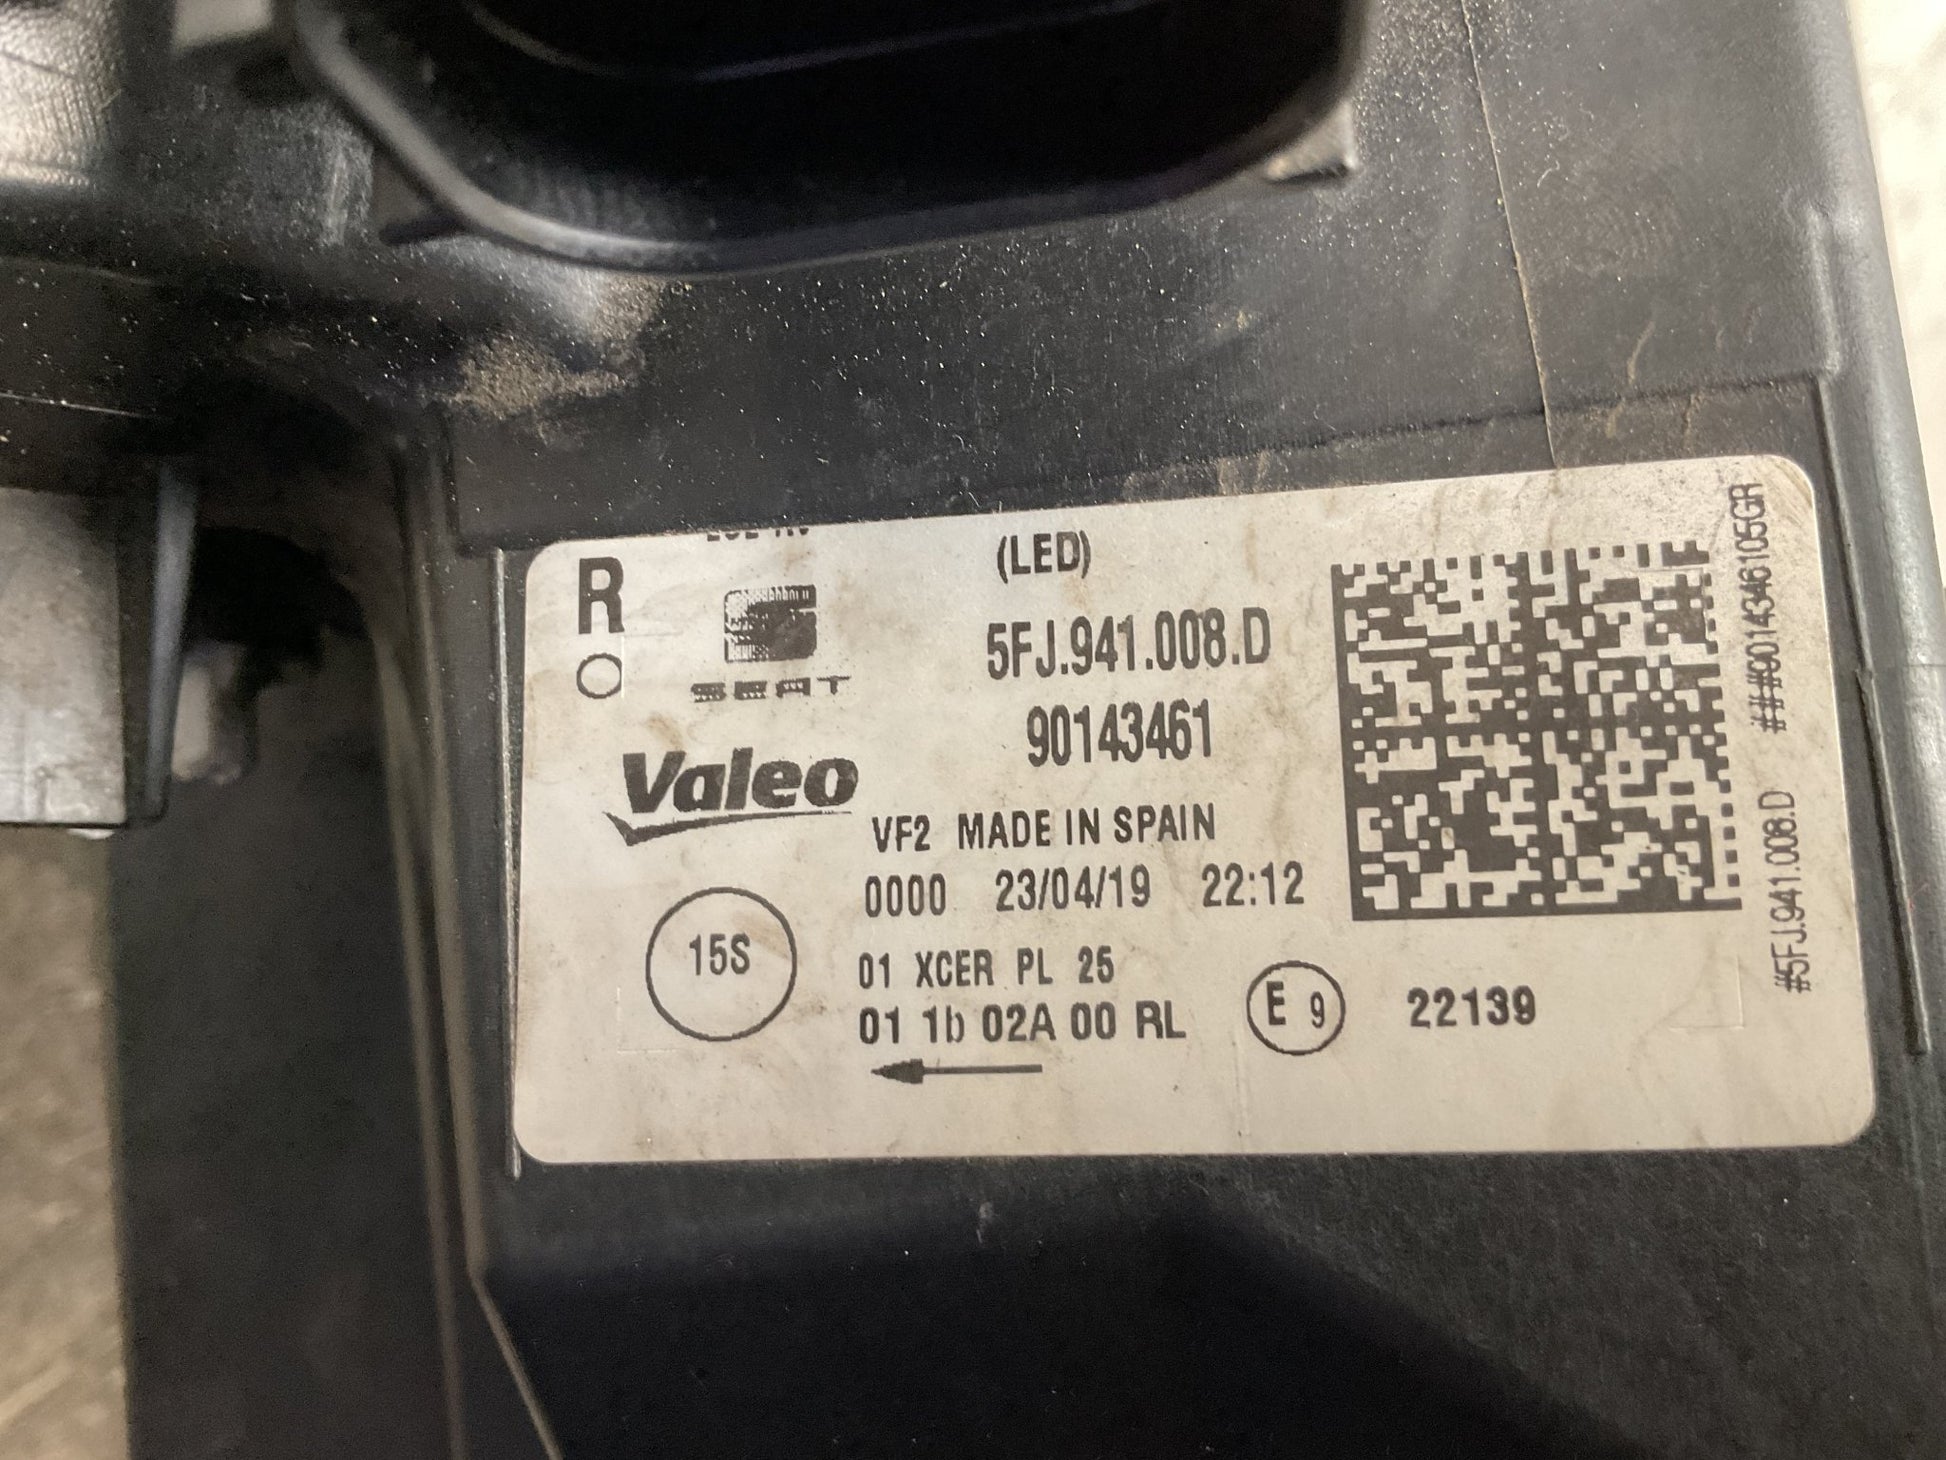 R
(LED)
SEAT
5FJ.941.008.D
90143461
Valeo
VF2 MADE IN SPAIN
0000 23/04/19 22:12
15S
01 XCER PL 25
01 1b 02A 00 RL
E 9
22139
###9014346105GR
#5FJ.941.008.D